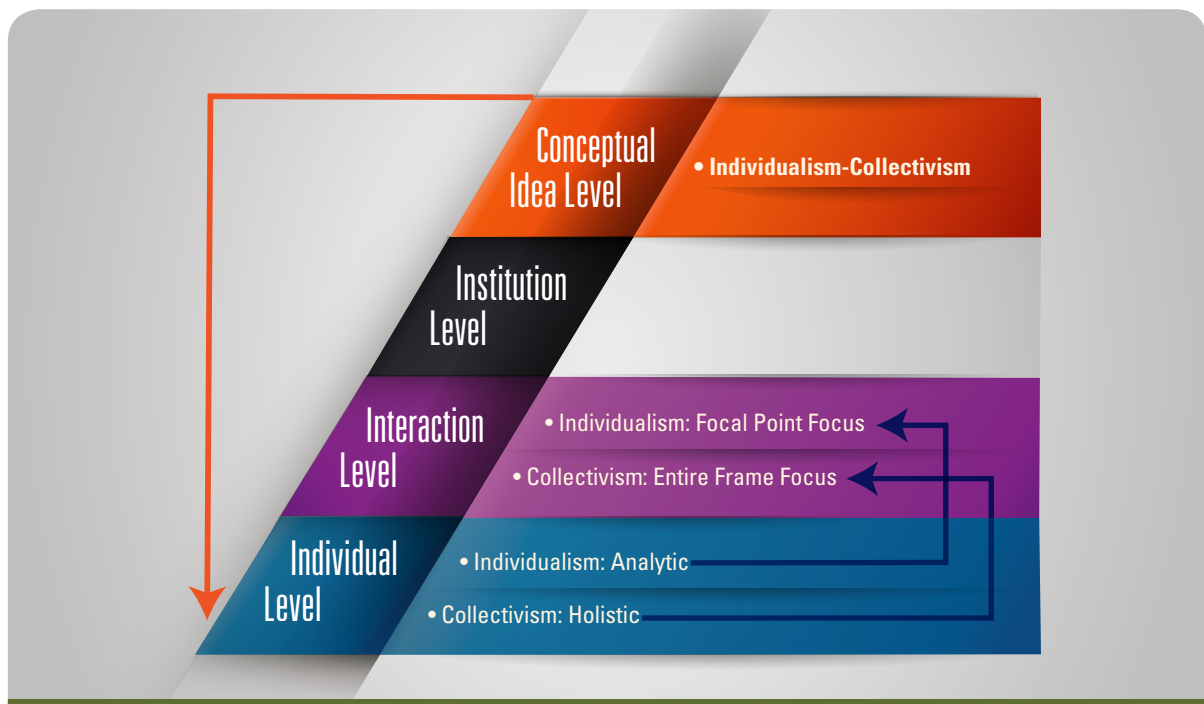 Conceptual
Idea Level
• Individualism-Collectivism
Institution
Level
Interaction
Level
• Individualism: Focal Point Focus
• Collectivism: Entire Frame Focus
Individual
Level
• Individualism: Analytic
• Collectivism: Holistic